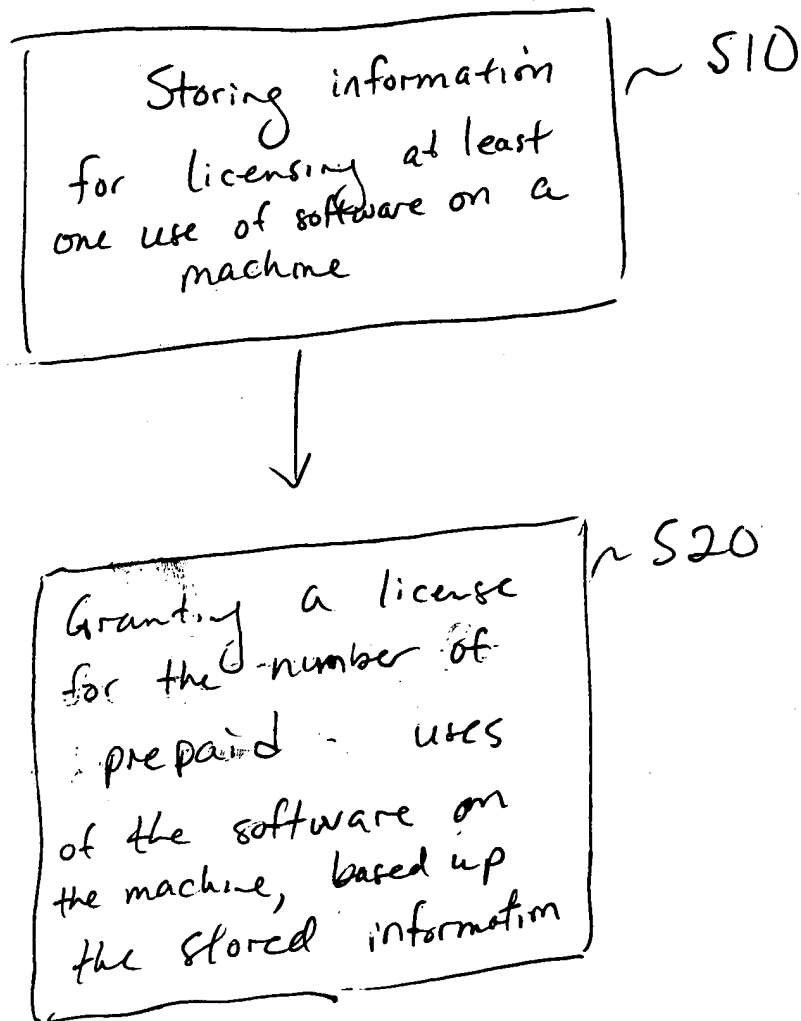 Storing information
for licensing at least
one use of software on a
machine
~ S10
Granting a license
for the number of
prepaid uses
of the software on
the machine, based up
the stored information
~ S20